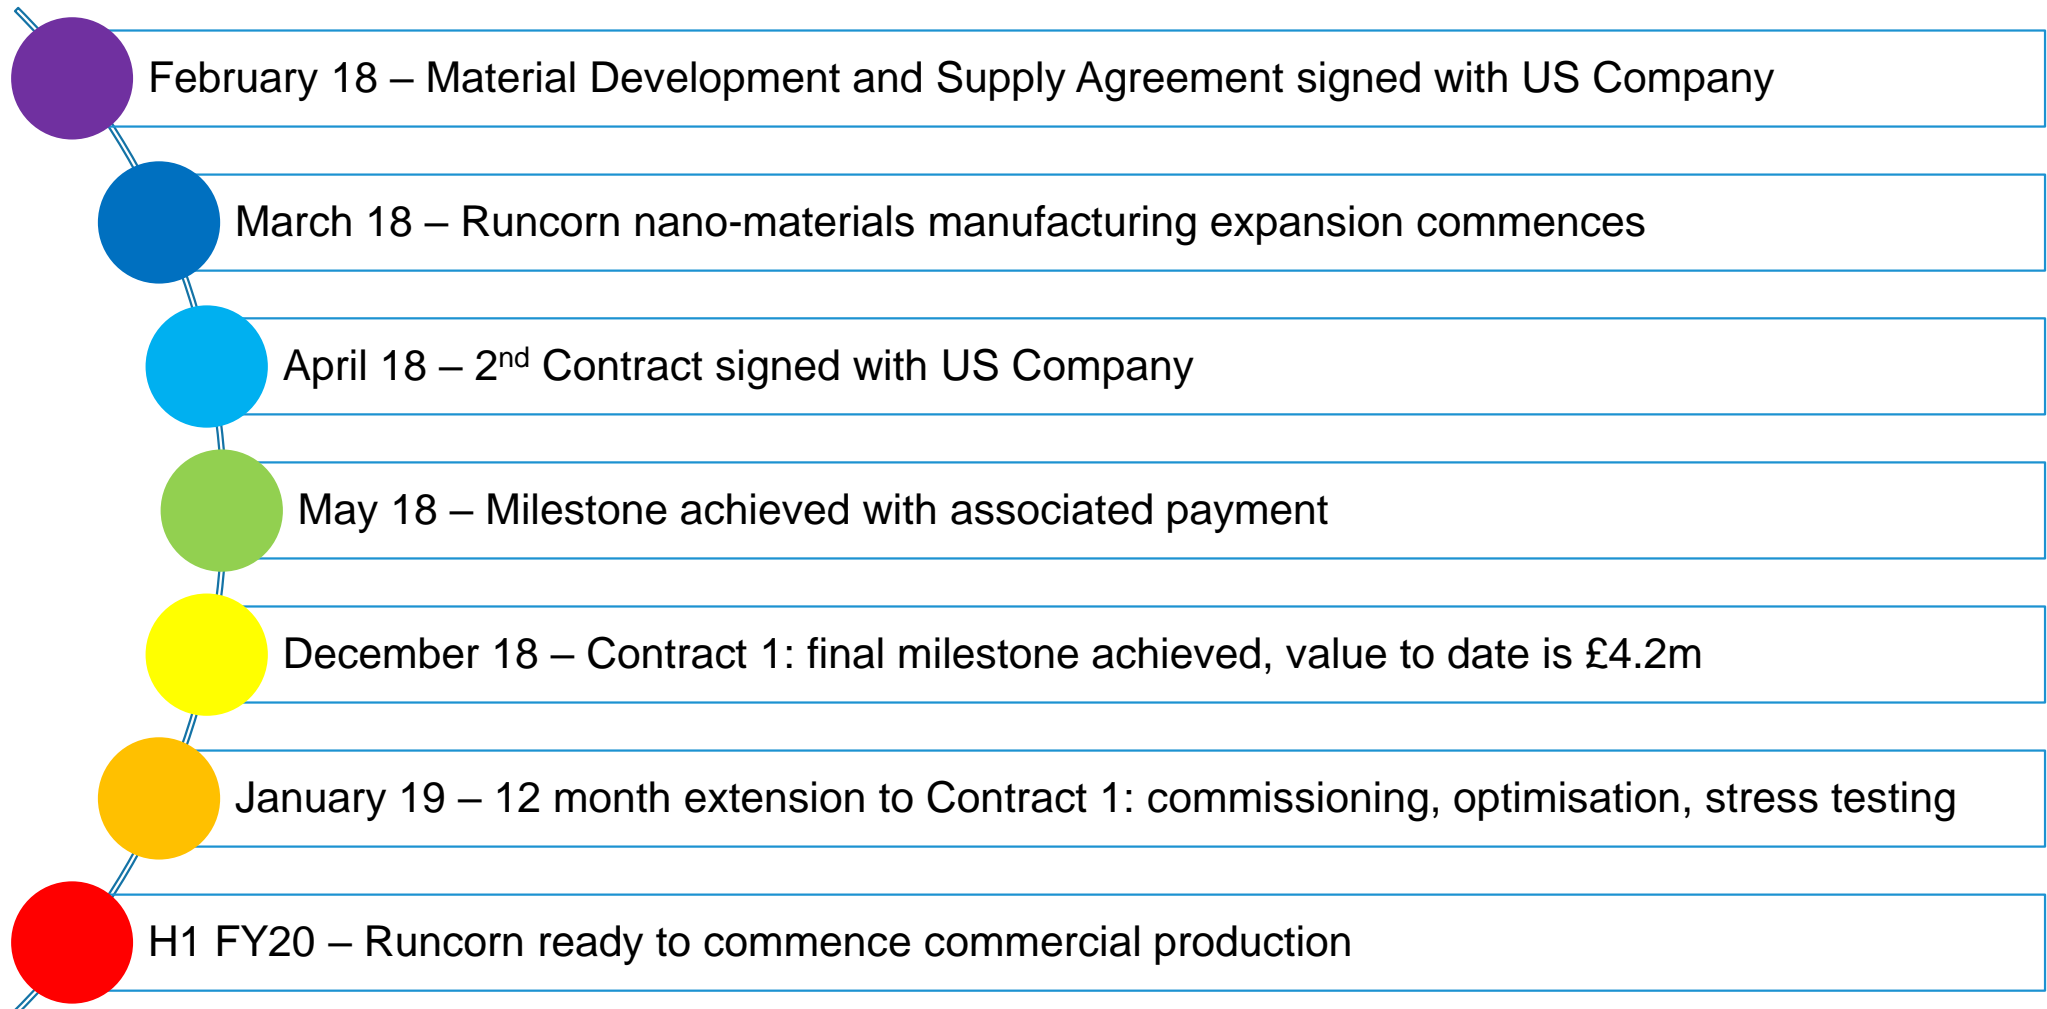 February 18 – Material Development and Supply Agreement signed with US Company
March 18 – Runcorn nano-materials manufacturing expansion commences
April 18 – 2nd Contract signed with US Company
May 18 – Milestone achieved with associated payment
December 18 – Contract 1: final milestone achieved, value to date is £4.2m
January 19 – 12 month extension to Contract 1: commissioning, optimisation, stress testing
H1 FY20 – Runcorn ready to commence commercial production